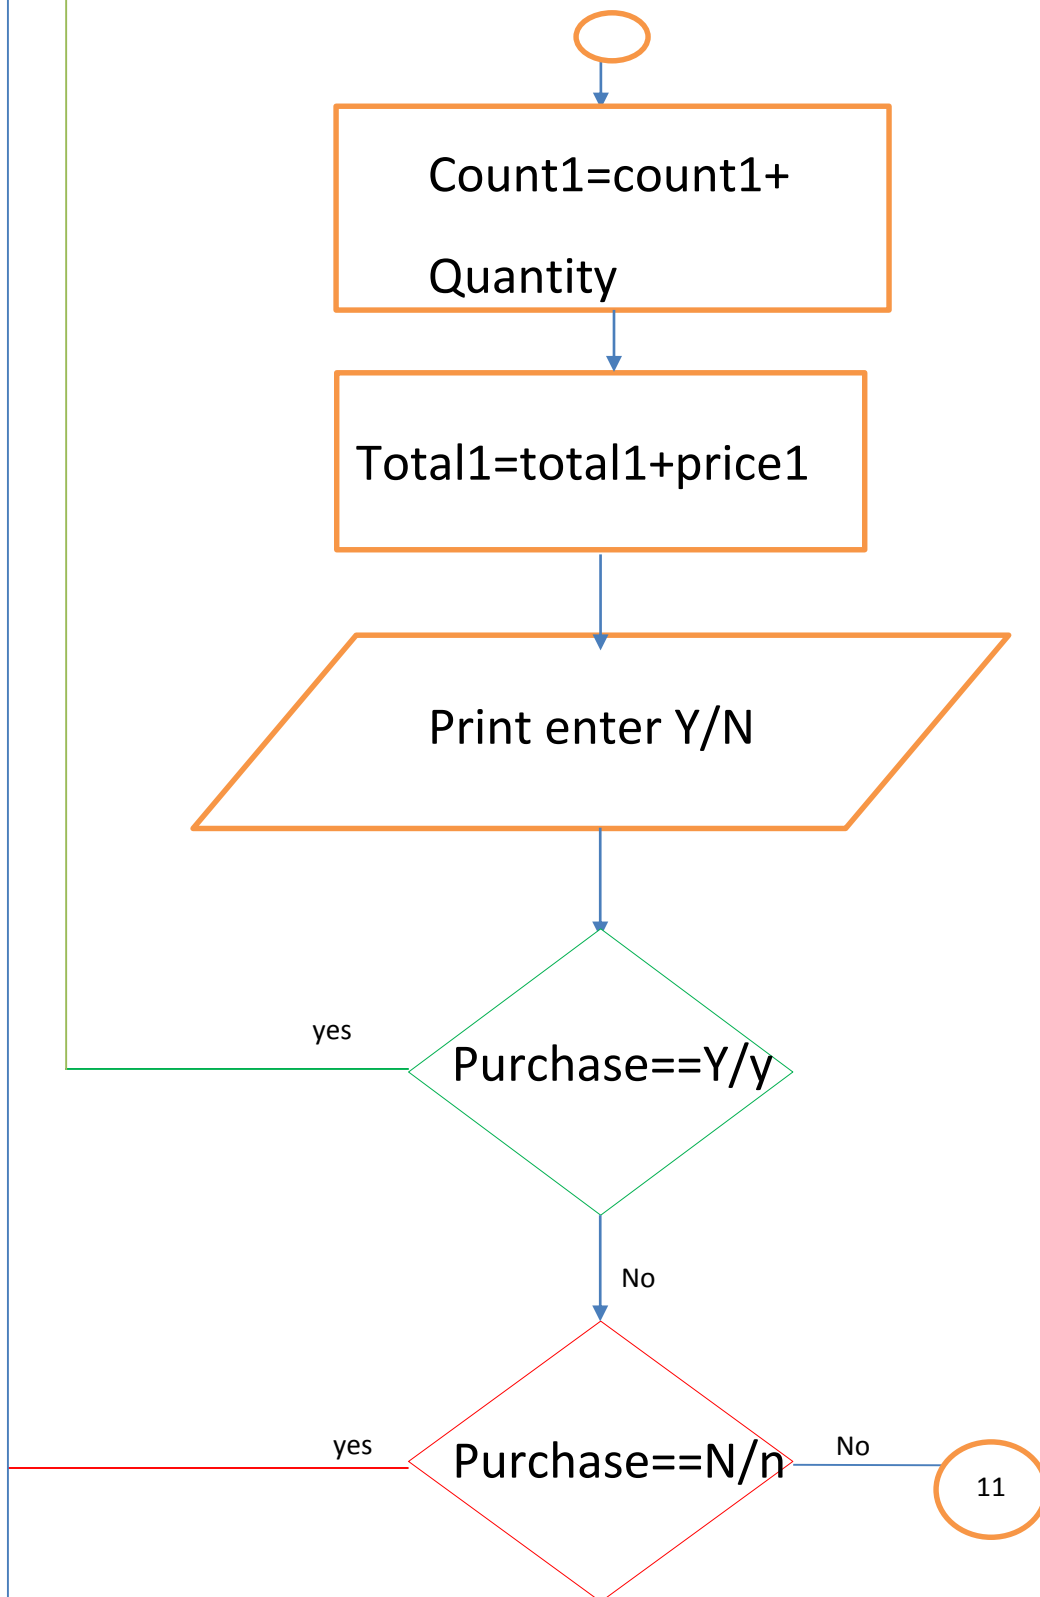 Count1=count1+
Quantity
Total1=total1+price1
Print enter Y/N
yes
Purchase==Y/y
No
yes
Purchase==N/n
No
11